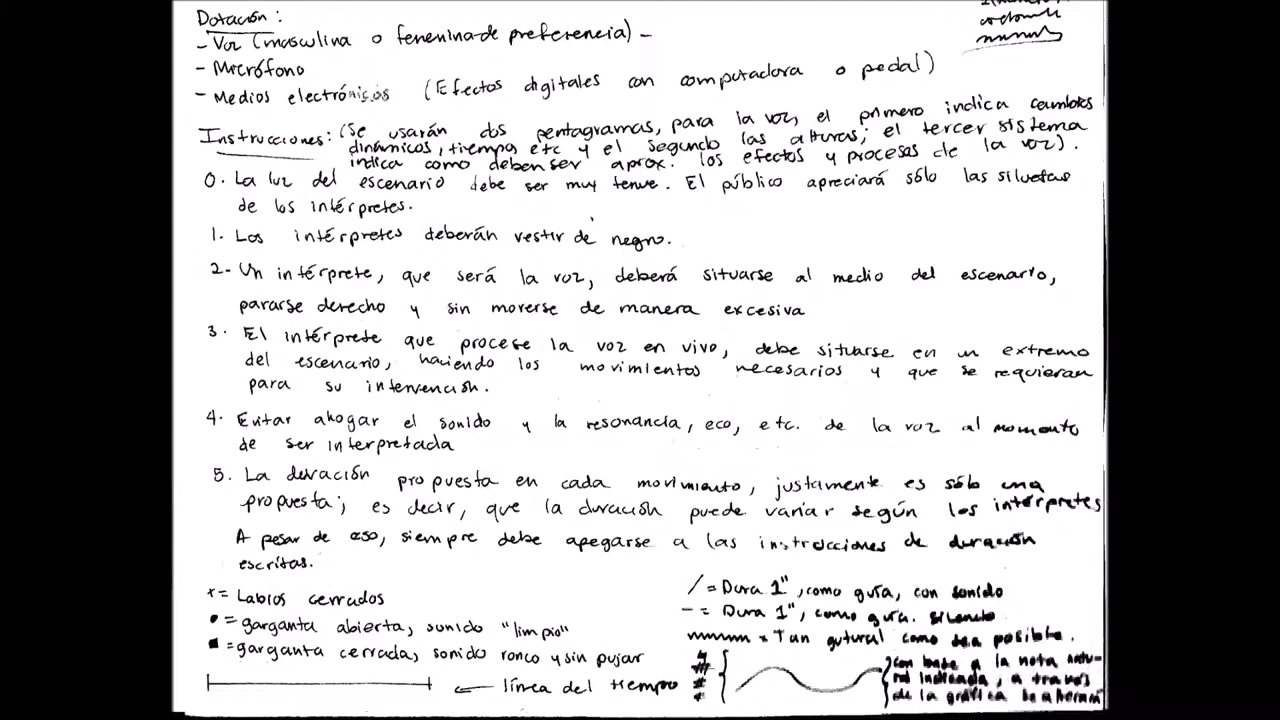 Dotación:
- Voz (masculina o fenenina de preferencia) -
- Micrófono
- Medios electrónicos (Efectos digitales con computadora o pedal)
Instrucciones: (Se usarán dos pentagramas, para la voz, el primero indica cambios
dinámicos, tiempo etc y el segundo las alturas; el tercer sistema
indica como deben ser aprox. los efectos y procesos de la voz).
0. La luz del escenario debe ser muy tenue. El público apreciará sólo las siluetas
de los intérpretes.
1. Los intérpretes deberán vestir de negro.
2- Un intérprete, que será la voz, deberá situarse al medio del escenario,
pararse derecho y sin moverse de manera excesiva
3. El intérprete que procese la voz en vivo, debe situarse en un extremo
del escenario, haciendo los movimientos necesarios y que se requieran
para su intervención.
4. Evitar ahogar el sonido y la resonancia, eco, etc. de la voz al momento
de ser interpretada
5. La duración propuesta en cada movimiento, justamente es sólo una
propuesta; es decir, que la duración puede variar según los intérpretes
A pesar de eso, siempre debe apegarse a las instrucciones de duración
escritas.
x = Labios cerrados
• = garganta abierta, sonido "limpio"
▪ = garganta cerrada, sonido ronco y sin pujar
← línea del tiempo
/ = Dura 1", como guía, con sonido
- = Dura 1", como guía. Silencio
= Tan gutural como sea posible.
con base a la nota natu-
ral indicada, a través
de la gráfica